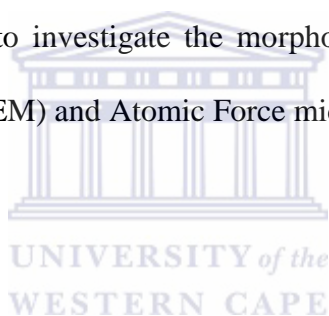 to investigate the morpho
EM) and Atomic Force mic
UNIVERSITY of the
WESTERN CAPE